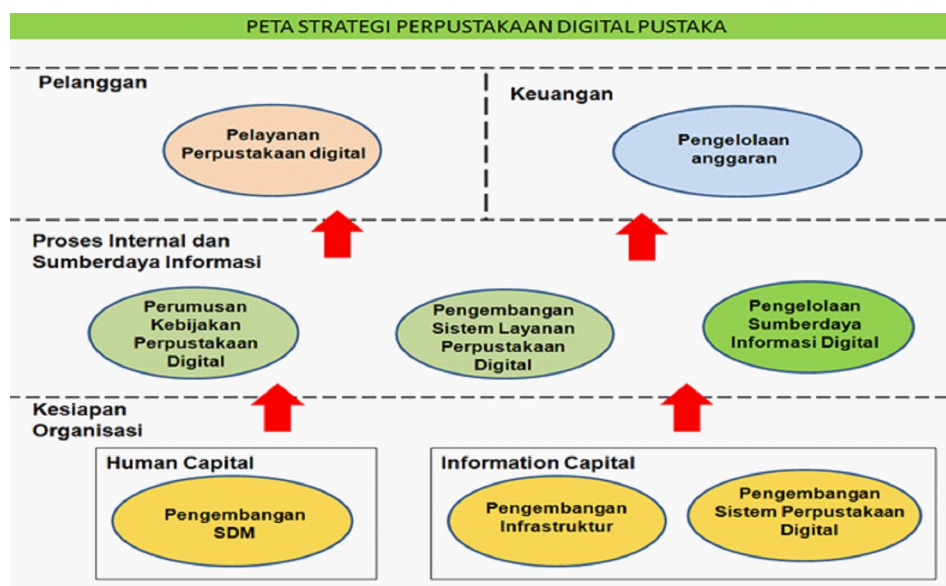 PETA STRATEGI PERPUSTAKAAN DIGITAL PUSTAKA
Pelanggan
Pelayanan
Perpustakaan digital
Keuangan
Pengelolaan
anggaran
Proses Internal dan
Sumberdaya Informasi
Perumusan
Kebijakan
Perpustakaan
Digital
Pengembangan
Sistem Layanan
Perpustakaan
Digital
Pengelolaan
Sumberdaya
Informasi Digital
Kesiapan
Organisasi
Human Capital
Pengembangan
SDM
Information Capital
Pengembangan
Infrastruktur
Pengembangan
Sistem Perpustakaan
Digital